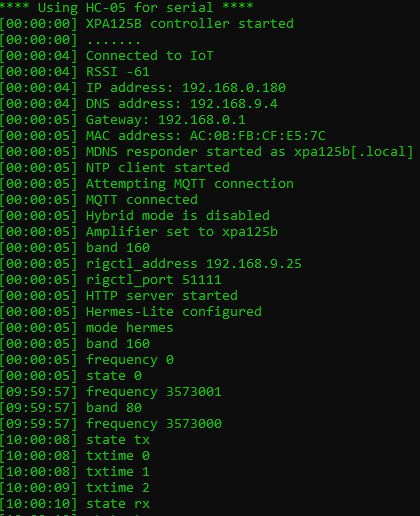 **** Using HC-05 for serial ****
[00:00:00] XPA125B controller started
[00:00:00] .......
[00:00:04] Connected to IoT
[00:00:04] RSSI -61
[00:00:04] IP address: 192.168.0.180
[00:00:04] DNS address: 192.168.9.4
[00:00:05] Gateway: 192.168.0.1
[00:00:05] MAC address: AC:0B:FB:CF:E5:7C
[00:00:05] MDNS responder started as xpa125b[.local]
[00:00:05] NTP client started
[00:00:05] Attempting MQTT connection
[00:00:05] MQTT connected
[00:00:05] Hybrid mode is disabled
[00:00:05] Amplifier set to xpa125b
[00:00:05] band 160
[00:00:05] rigctl_address 192.168.9.25
[00:00:05] rigctl_port 51111
[00:00:05] HTTP server started
[00:00:05] Hermes-Lite configured
[00:00:05] mode hermes
[00:00:05] band 160
[00:00:05] frequency 0
[00:00:05] state 0
[09:59:57] frequency 3573001
[09:59:57] band 80
[09:59:57] frequency 3573000
[10:00:08] state tx
[10:00:08] txtime 0
[10:00:08] txtime 1
[10:00:09] txtime 2
[10:00:10] state rx